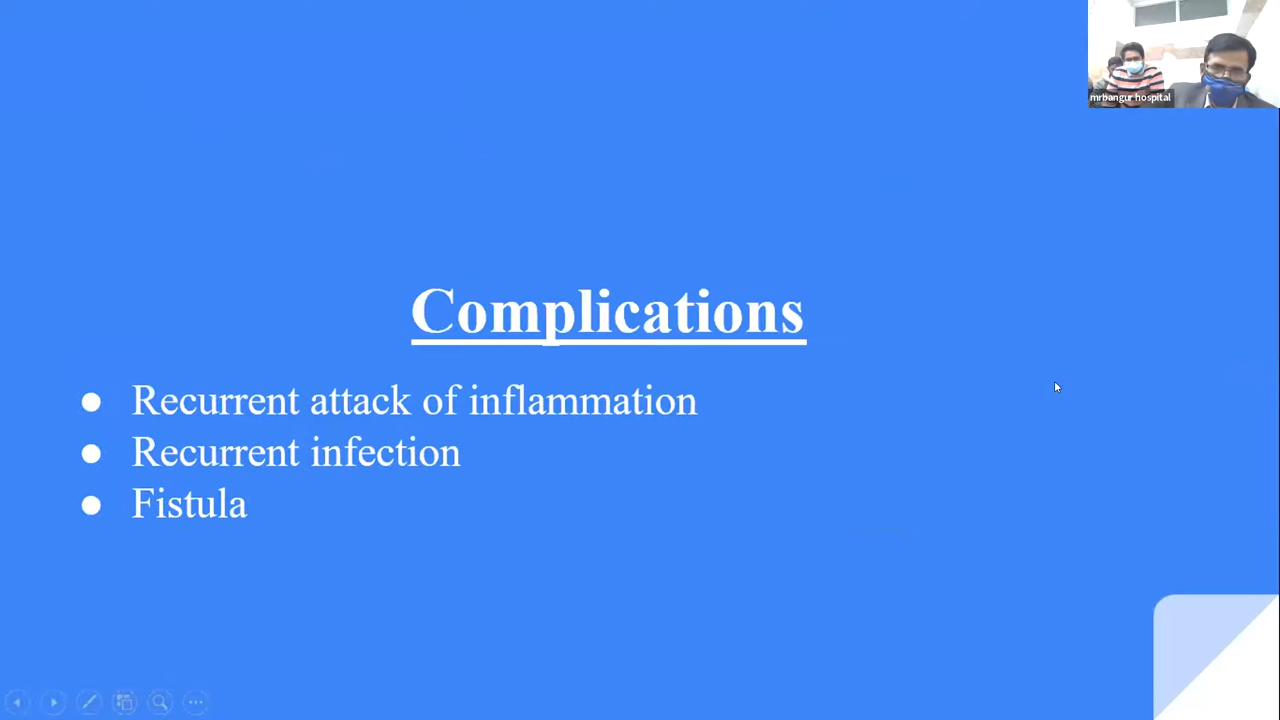 mrbangur hospital
Complications
● Recurrent attack of inflammation
● Recurrent infection
● Fistula